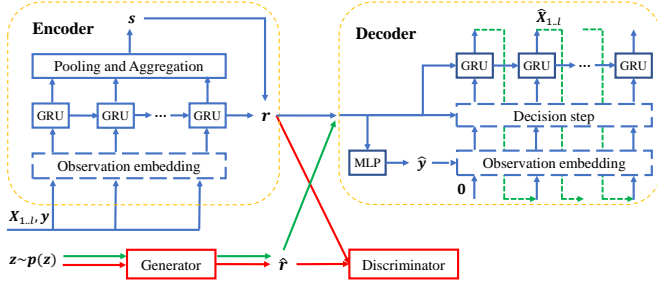 Encoder
s
Pooling and Aggregation
GRU GRU ... GRU
r
Observation embedding
X₁..ₗ, y
Decoder
X̂₁..ₗ
GRU GRU ... GRU
Decision step
MLP
ŷ
Observation embedding
0
z~p(z)
Generator
r̂
Discriminator